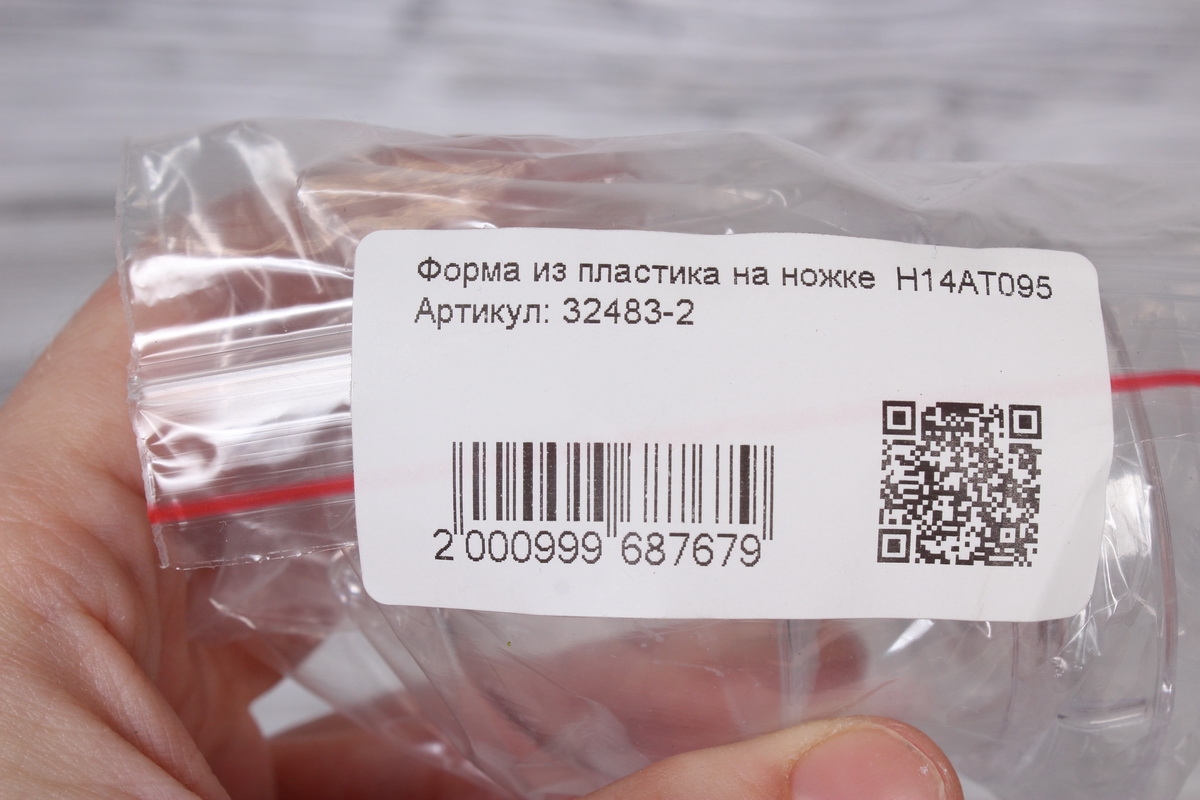 Форма из пластика на ножке H14AT095
Артикул: 32483-2
2 000999 687679